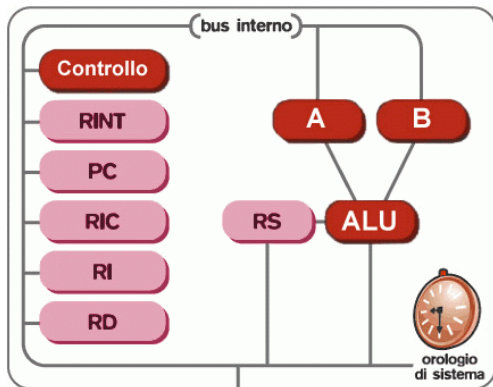 bus interno
Controllo
RINT
PC
RIC
RI
RD
A
B
RS
ALU
orologio
di sistema